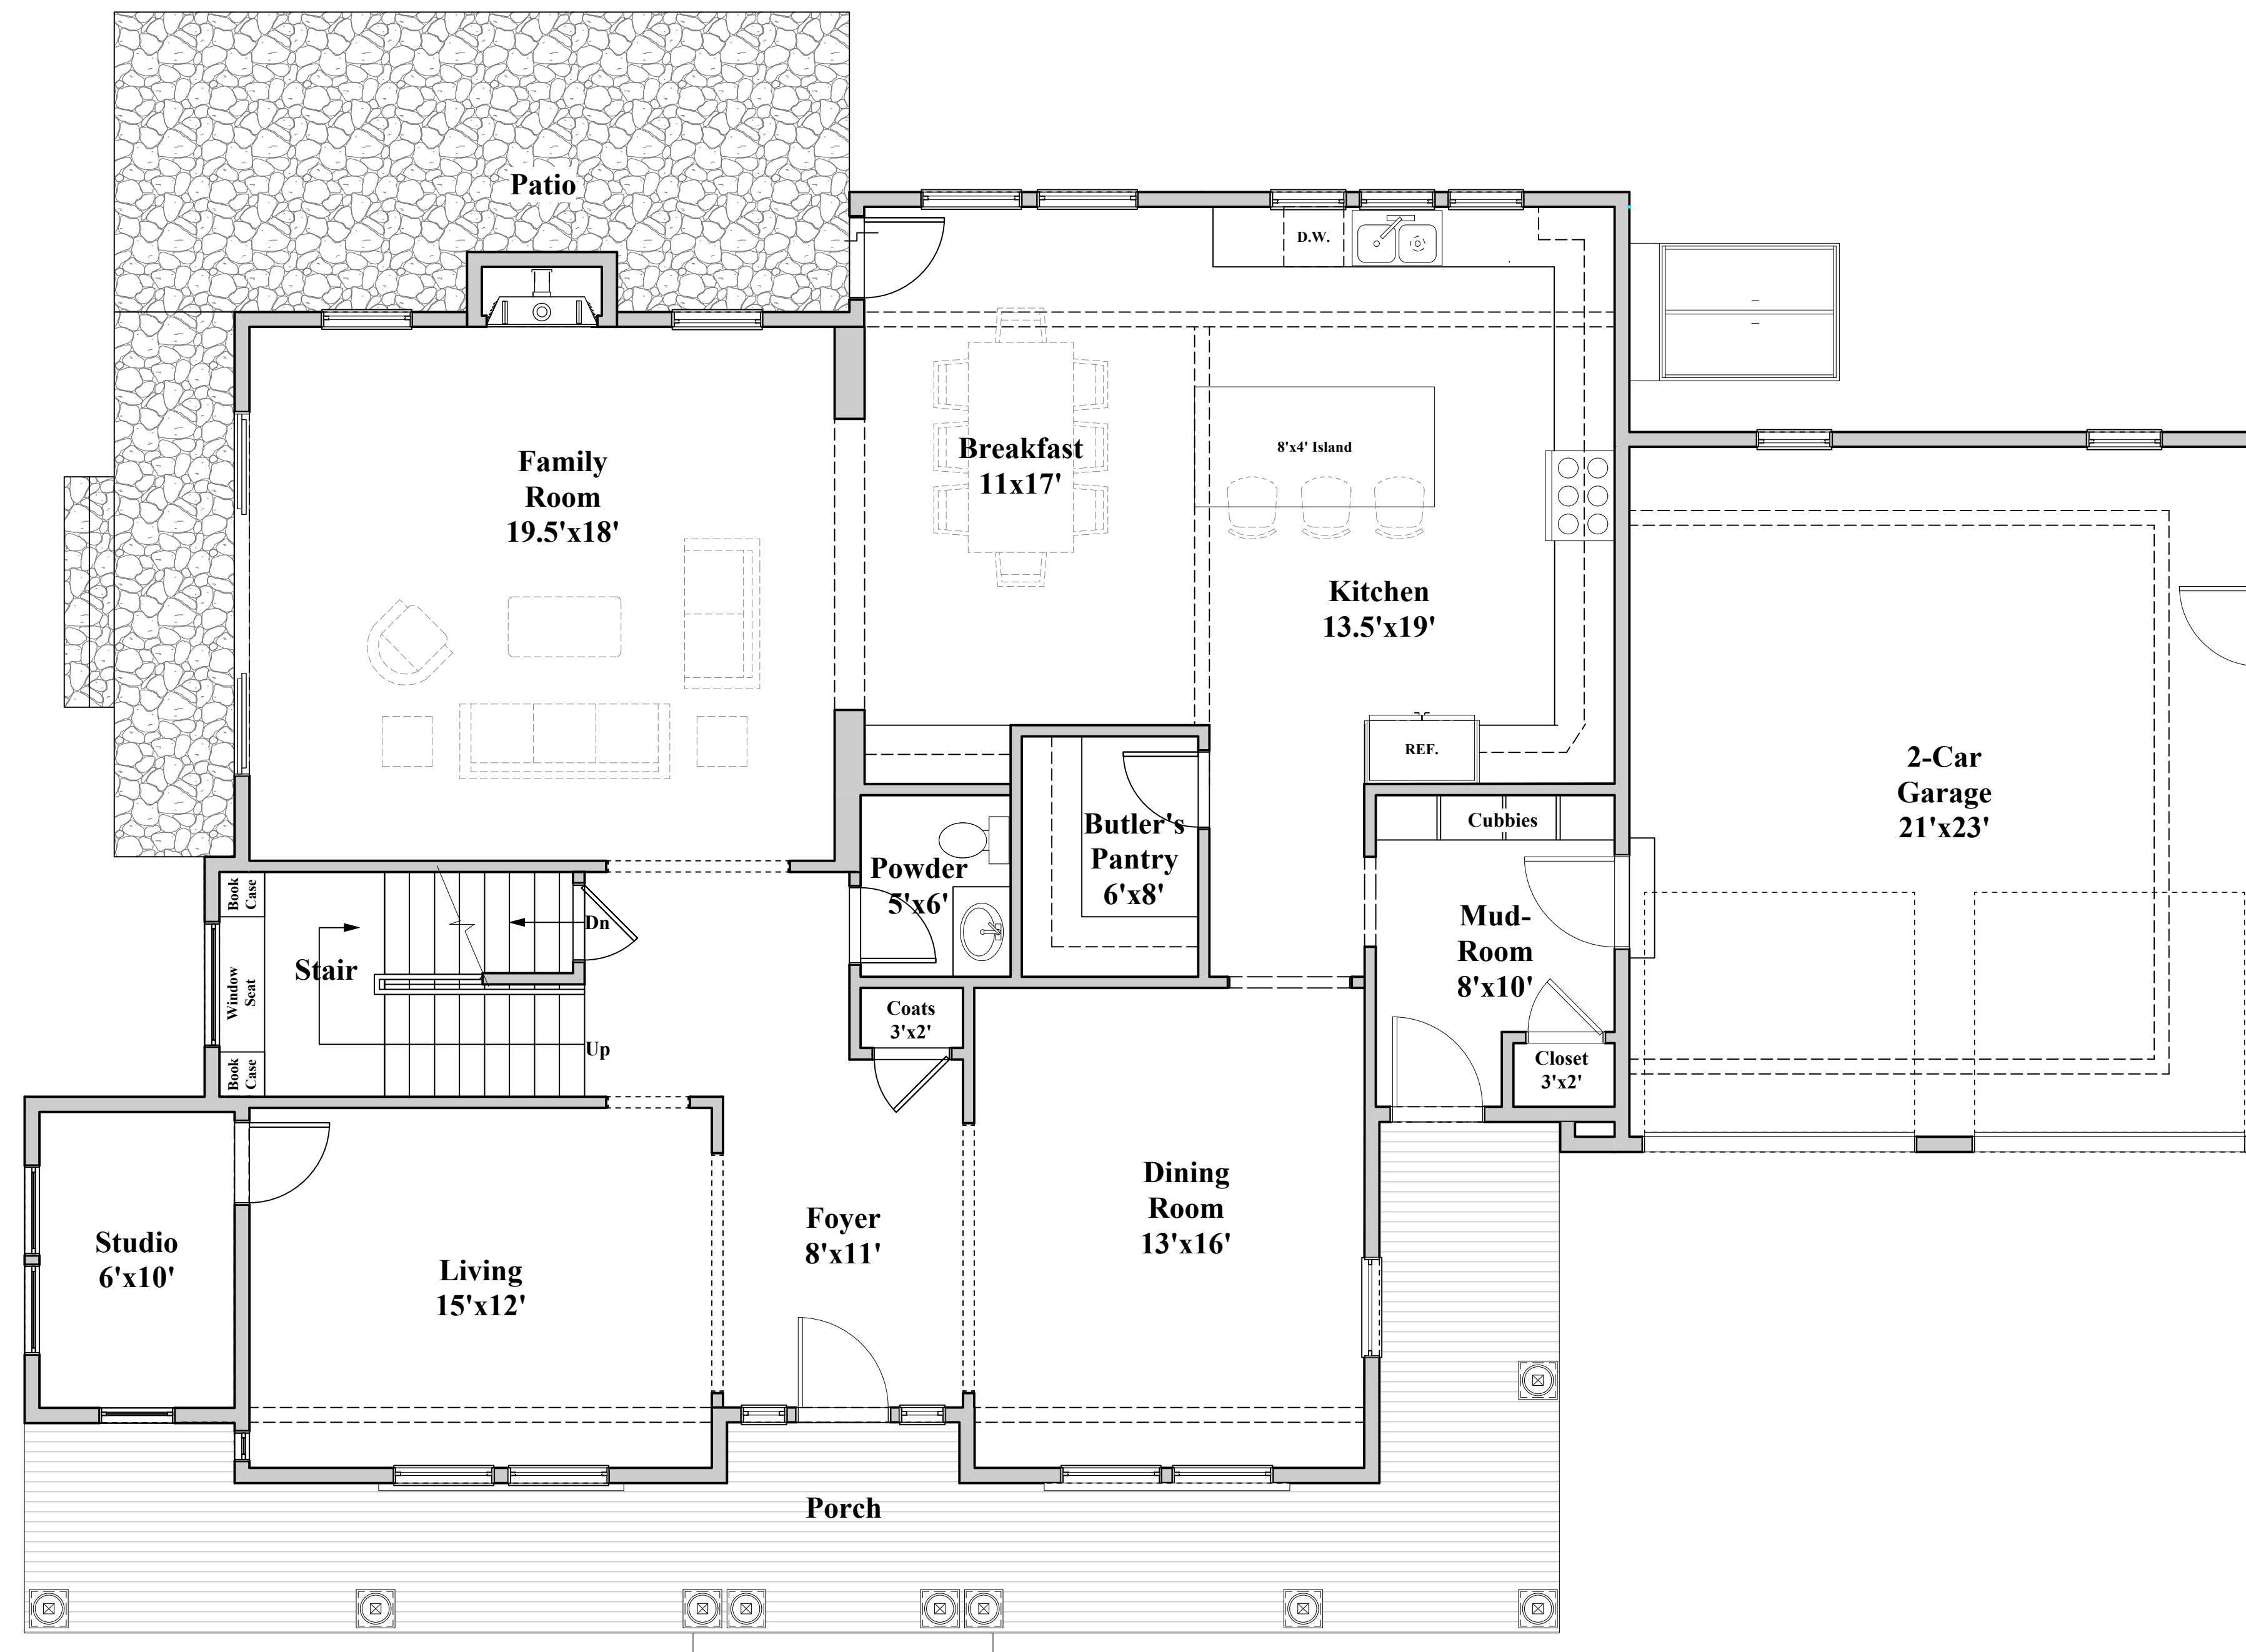 Patio
D.W.
Family
Room
19.5'x18'
Breakfast
11x17'
8'x4' Island
Kitchen
13.5'x19'
REF.
2-Car
Garage
21'x23'
Cubbies
Butler's
Pantry
6'x8'
Powder
5'x6'
Mud-
Room
8'x10'
Book
Case
Window
Seat
Book
Case
Stair
Dn
Up
Coats
3'x2'
Closet
3'x2'
Studio
6'x10'
Living
15'x12'
Foyer
8'x11'
Dining
Room
13'x16'
Porch